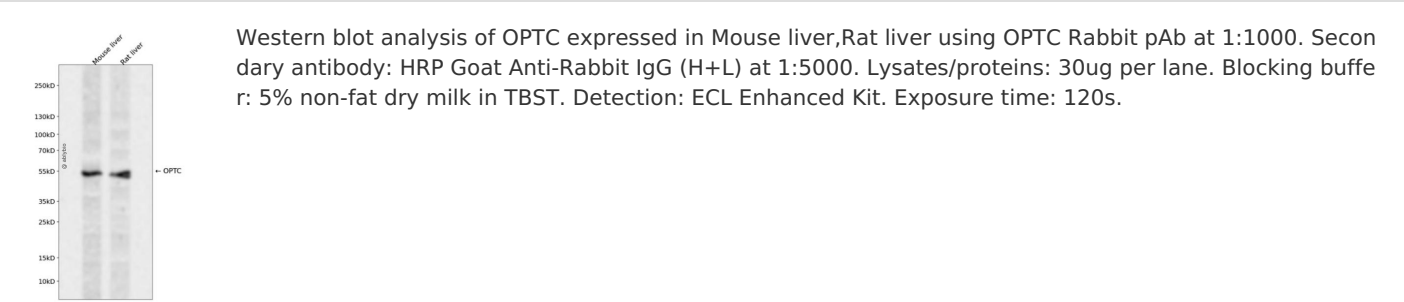 Mouse liver
Rat liver
250kD
130kD
100kD
70kD
55kD
35kD
25kD
15kD
10kD
@ abybio
← OPTC
Western blot analysis of OPTC expressed in Mouse liver,Rat liver using OPTC Rabbit pAb at 1:1000. Secon
dary antibody: HRP Goat Anti-Rabbit IgG (H+L) at 1:5000. Lysates/proteins: 30ug per lane. Blocking buffe
r: 5% non-fat dry milk in TBST. Detection: ECL Enhanced Kit. Exposure time: 120s.